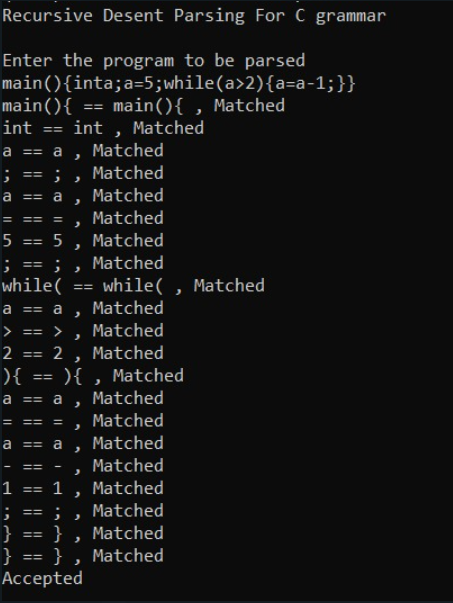 Recursive Desent Parsing For C grammar
Enter the program to be parsed
main(){inta;a=5;while(a>2){a=a-1;}}
main(){ == main(){ , Matched
int == int , Matched
a == a , Matched
; == ; , Matched
a == a , Matched
= == = , Matched
5 == 5 , Matched
; == ; , Matched
while( == while( , Matched
a == a , Matched
> == > , Matched
2 == 2 , Matched
){ == ){ , Matched
a == a , Matched
= == = , Matched
a == a , Matched
- == - , Matched
1 == 1 , Matched
; == ; , Matched
} == } , Matched
} == } , Matched
Accepted